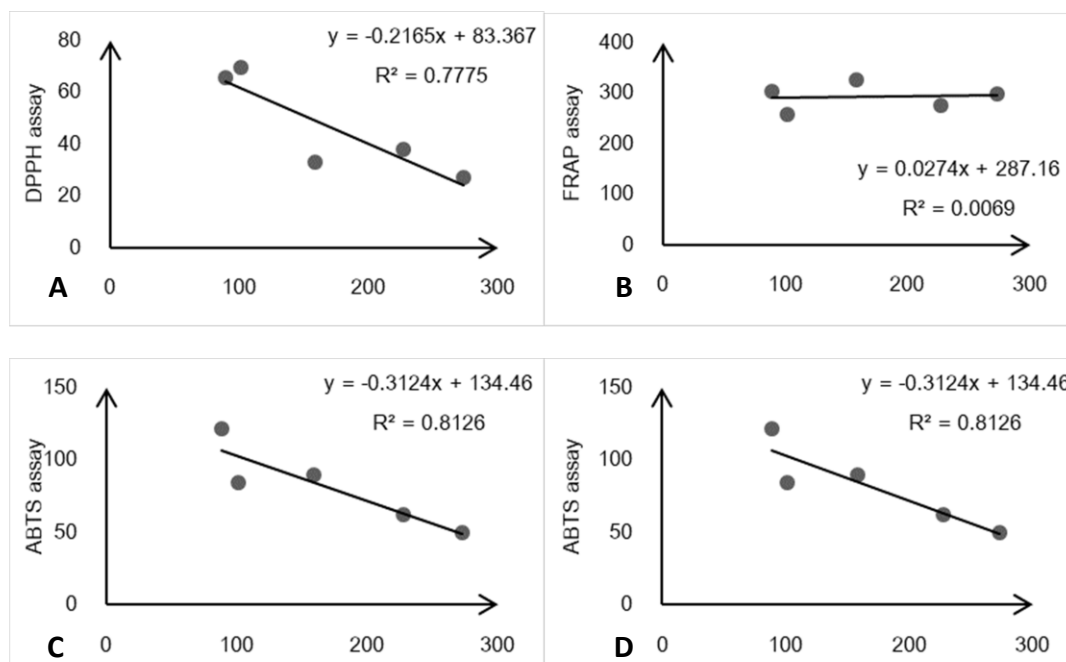 80
60
40
20
0
DPPH assay
y = -0.2165x + 83.367
R² = 0.7775
A
0 100 200 300
400
300
200
100
0
FRAP assay
y = 0.0274x + 287.16
R² = 0.0069
B
0 100 200 300
150
100
50
0
ABTS assay
y = -0.3124x + 134.46
R² = 0.8126
C
0 100 200 300
150
100
50
0
ABTS assay
y = -0.3124x + 134.46
R² = 0.8126
D
0 100 200 300